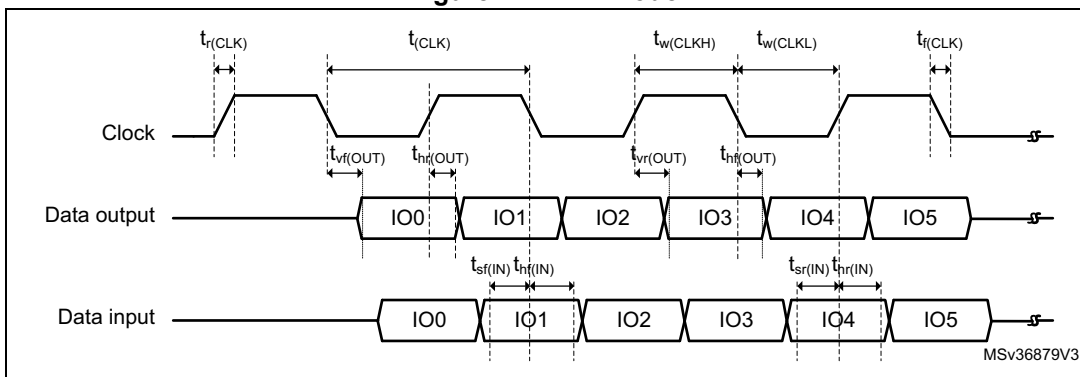 tr(CLK) t(CLK) tw(CLKH) tw(CLKL) tf(CLK)
Clock
tvf(OUT) thr(OUT) tvr(OUT) thf(OUT)
Data output IO0 IO1 IO2 IO3 IO4 IO5
tsf(IN) thf(IN) tsr(IN) thr(IN)
Data input IO0 IO1 IO2 IO3 IO4 IO5
MSv36879V3